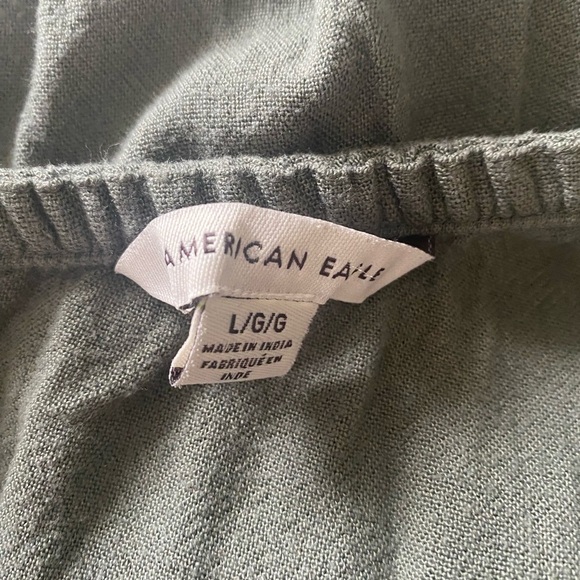 AMERICAN EAGLE
L/G/G
MADE IN INDIA
FABRIQUÉ EN
INDE